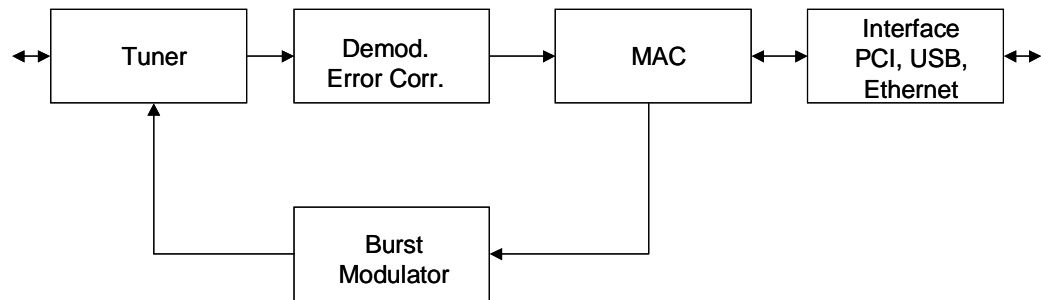 Tuner
Demod.
Error Corr.
MAC
Interface
PCI, USB,
Ethernet
Burst
Modulator